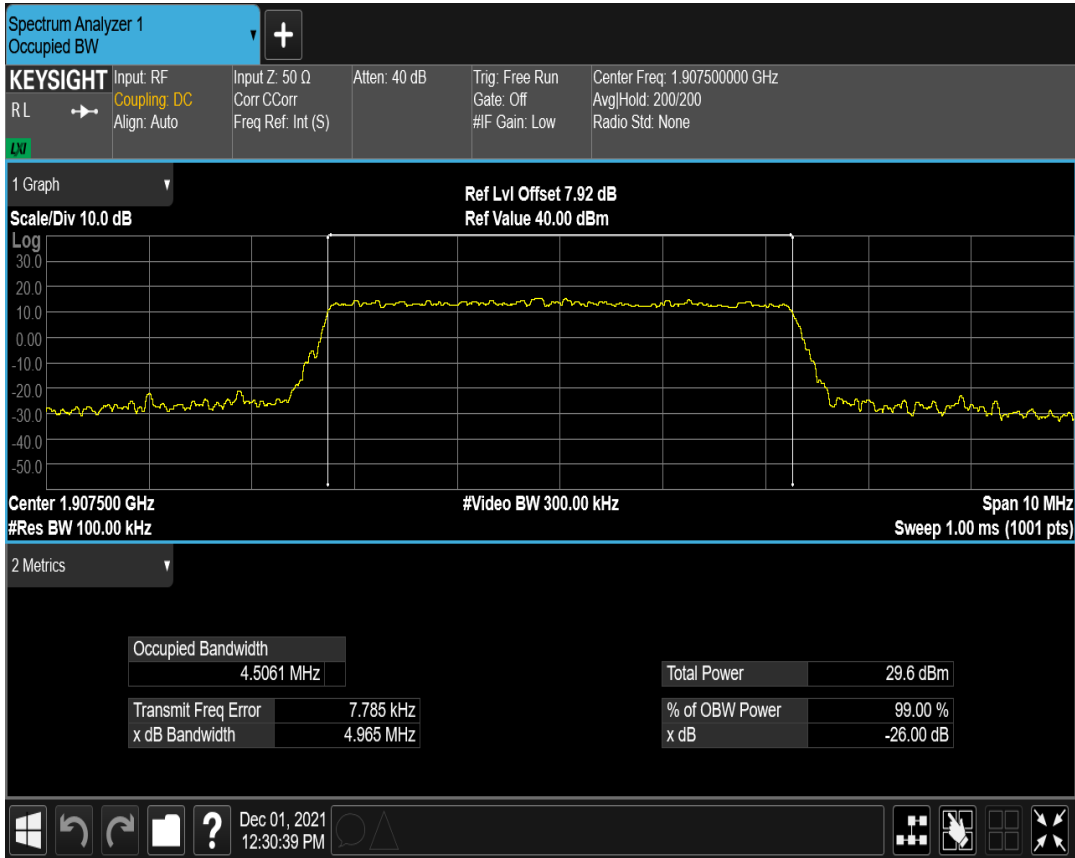 Spectrum Analyzer 1
Occupied BW
KEYSIGHT
R L
LXI
Input: RF
Coupling: DC
Align: Auto
Input Z: 50 Ω
Corr CCorr
Freq Ref: Int (S)
Atten: 40 dB
Trig: Free Run
Gate: Off
#IF Gain: Low
Center Freq: 1.907500000 GHz
Avg|Hold: 200/200
Radio Std: None
1 Graph
Scale/Div 10.0 dB
Ref Lvl Offset 7.92 dB
Ref Value 40.00 dBm
Log
30.0
20.0
10.0
0.00
-10.0
-20.0
-30.0
-40.0
-50.0
Center 1.907500 GHz
#Video BW 300.00 kHz
Span 10 MHz
#Res BW 100.00 kHz
Sweep 1.00 ms (1001 pts)
2 Metrics
Occupied Bandwidth
4.5061 MHz
Total Power 29.6 dBm
Transmit Freq Error 7.785 kHz
% of OBW Power 99.00 %
x dB Bandwidth 4.965 MHz
x dB -26.00 dB
?
Dec 01, 2021
12:30:39 PM